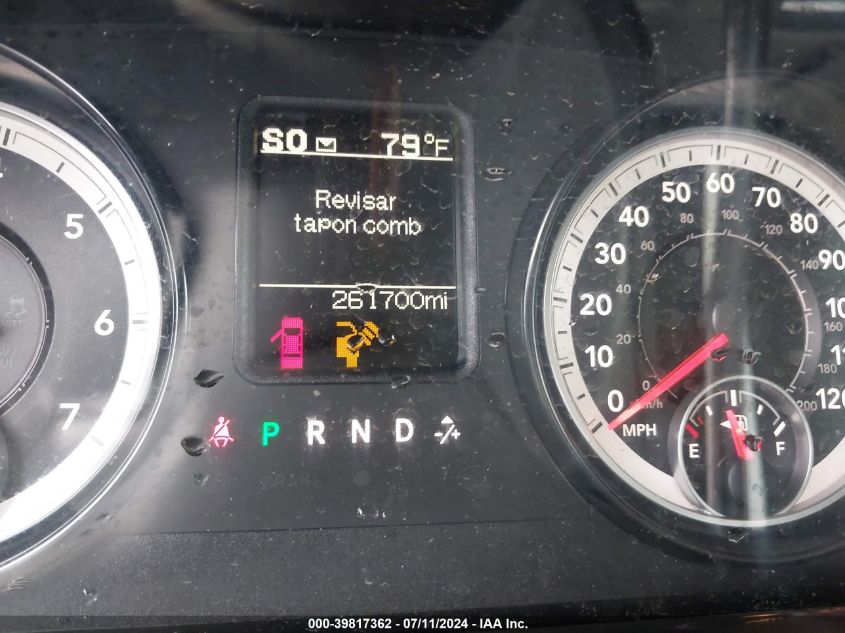 SO 79°F
Revisar
tapon comb
261700mi
P R N D -/+
5
6
7
0 10 20 30 40 50 60 70 80 90
120
MPH
0 20 40 60 80 100 120 140 160 180 200
km/h
E F
BRAKE
000-39817362 - 07/11/2024 - IAA Inc.